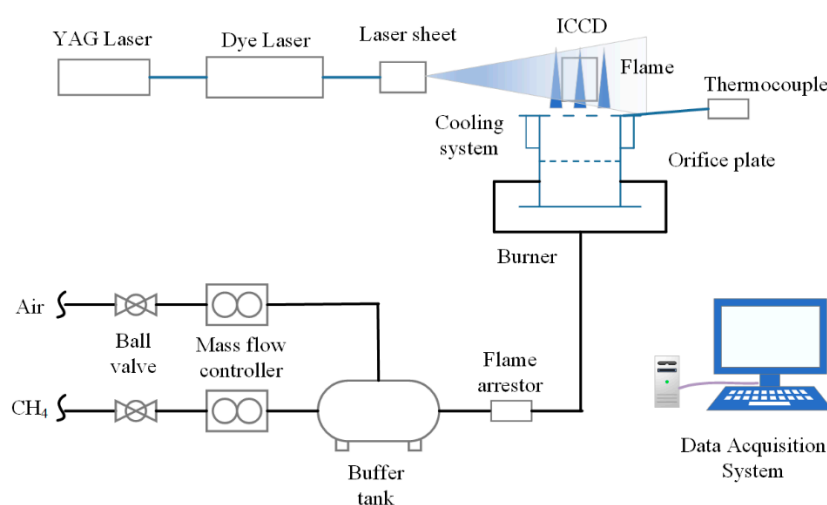 YAG Laser
Dye Laser
Laser sheet
ICCD
Flame
Thermocouple
Cooling
system
Orifice plate
Burner
Air
Ball
valve
Mass flow
controller
Flame
arrestor
CH₄
Buffer
tank
Data Acquisition
System